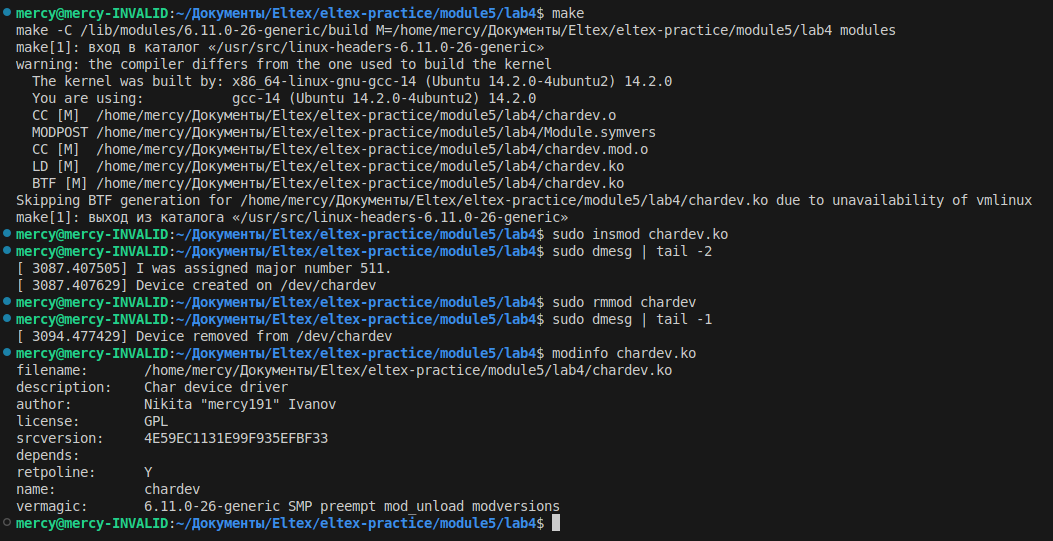 mercy@mercy-INVALID:~/Документы/Eltex/eltex-practice/module5/lab4$ make
make -C /lib/modules/6.11.0-26-generic/build M=/home/mercy/Документы/Eltex/eltex-practice/module5/lab4 modules
make[1]: вход в каталог «/usr/src/linux-headers-6.11.0-26-generic»
warning: the compiler differs from the one used to build the kernel
  The kernel was built by: x86_64-linux-gnu-gcc-14 (Ubuntu 14.2.0-4ubuntu2) 14.2.0
  You are using:           gcc-14 (Ubuntu 14.2.0-4ubuntu2) 14.2.0
  CC [M]  /home/mercy/Документы/Eltex/eltex-practice/module5/lab4/chardev.o
  MODPOST /home/mercy/Документы/Eltex/eltex-practice/module5/lab4/Module.symvers
  CC [M]  /home/mercy/Документы/Eltex/eltex-practice/module5/lab4/chardev.mod.o
  LD [M]  /home/mercy/Документы/Eltex/eltex-practice/module5/lab4/chardev.ko
  BTF [M] /home/mercy/Документы/Eltex/eltex-practice/module5/lab4/chardev.ko
Skipping BTF generation for /home/mercy/Документы/Eltex/eltex-practice/module5/lab4/chardev.ko due to unavailability of vmlinux
make[1]: выход из каталога «/usr/src/linux-headers-6.11.0-26-generic»
mercy@mercy-INVALID:~/Документы/Eltex/eltex-practice/module5/lab4$ sudo insmod chardev.ko
mercy@mercy-INVALID:~/Документы/Eltex/eltex-practice/module5/lab4$ sudo dmesg | tail -2
[ 3087.407505] I was assigned major number 511.
[ 3087.407629] Device created on /dev/chardev
mercy@mercy-INVALID:~/Документы/Eltex/eltex-practice/module5/lab4$ sudo rmmod chardev
mercy@mercy-INVALID:~/Документы/Eltex/eltex-practice/module5/lab4$ sudo dmesg | tail -1
[ 3094.477429] Device removed from /dev/chardev
mercy@mercy-INVALID:~/Документы/Eltex/eltex-practice/module5/lab4$ modinfo chardev.ko
filename:       /home/mercy/Документы/Eltex/eltex-practice/module5/lab4/chardev.ko
description:    Char device driver
author:         Nikita "mercy191" Ivanov
license:        GPL
srcversion:     4E59EC1131E99F935EFBF33
depends:
retpoline:      Y
name:           chardev
vermagic:       6.11.0-26-generic SMP preempt mod_unload modversions
mercy@mercy-INVALID:~/Документы/Eltex/eltex-practice/module5/lab4$